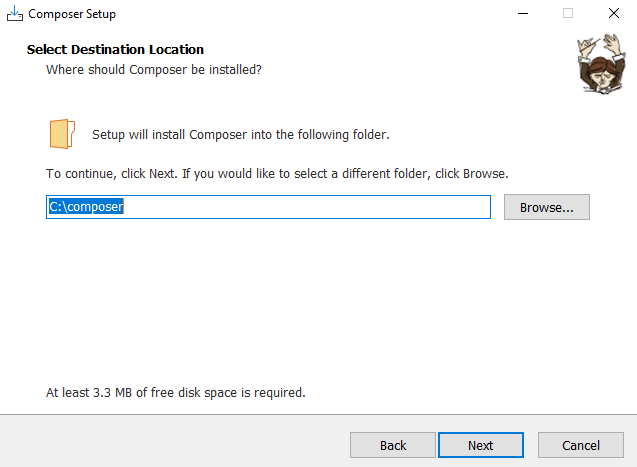 Composer Setup
Select Destination Location
Where should Composer be installed?
Setup will install Composer into the following folder.
To continue, click Next. If you would like to select a different folder, click Browse.
C:\composer
Browse...
At least 3.3 MB of free disk space is required.
Back
Next
Cancel